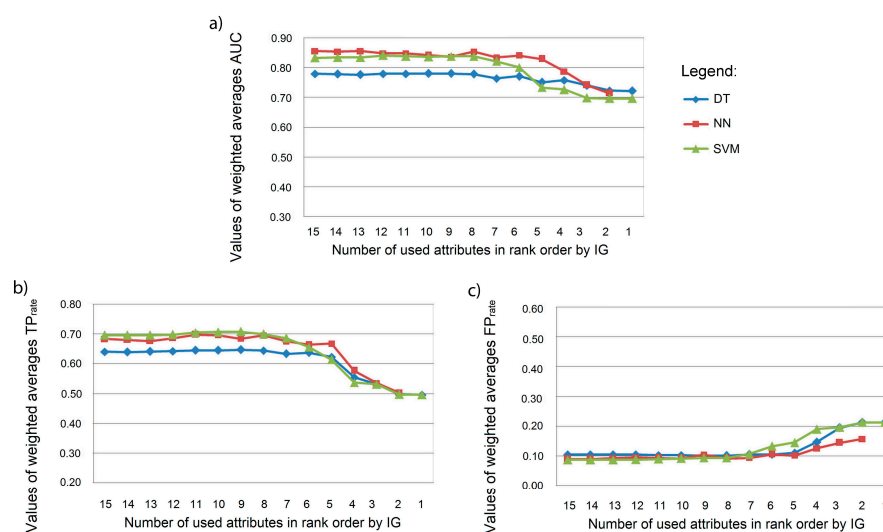 a)
Values of weighted averages AUC
0.90
0.80
0.70
0.60
0.50
0.40
0.30
15 14 13 12 11 10 9 8 7 6 5 4 3 2 1
Number of used attributes in rank order by IG
Legend:
DT
NN
SVM
b)
Values of weighted averages TPrate
0.80
0.70
0.60
0.50
0.40
0.30
0.20
15 14 13 12 11 10 9 8 7 6 5 4 3 2 1
Number of used attributes in rank order by IG
c)
Values of weighted averages FPrate
0.60
0.50
0.40
0.30
0.20
0.10
0.00
15 14 13 12 11 10 9 8 7 6 5 4 3 2
Number of used attributes in rank order by IG